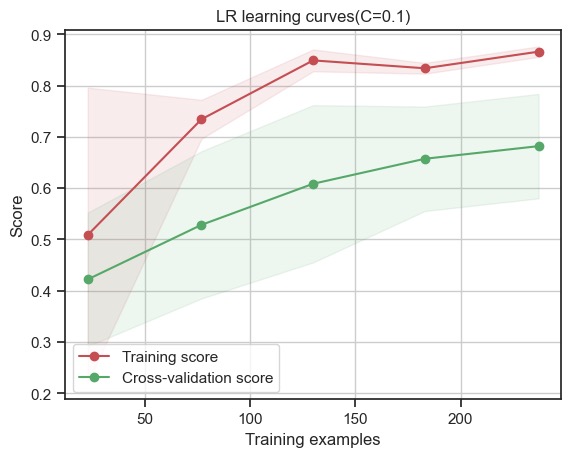 LR learning curves(C=0.1)
0.9
0.8
0.7
0.6
0.5
0.4
0.3
0.2
Score
Training score
Cross-validation score
50
100
150
200
Training examples